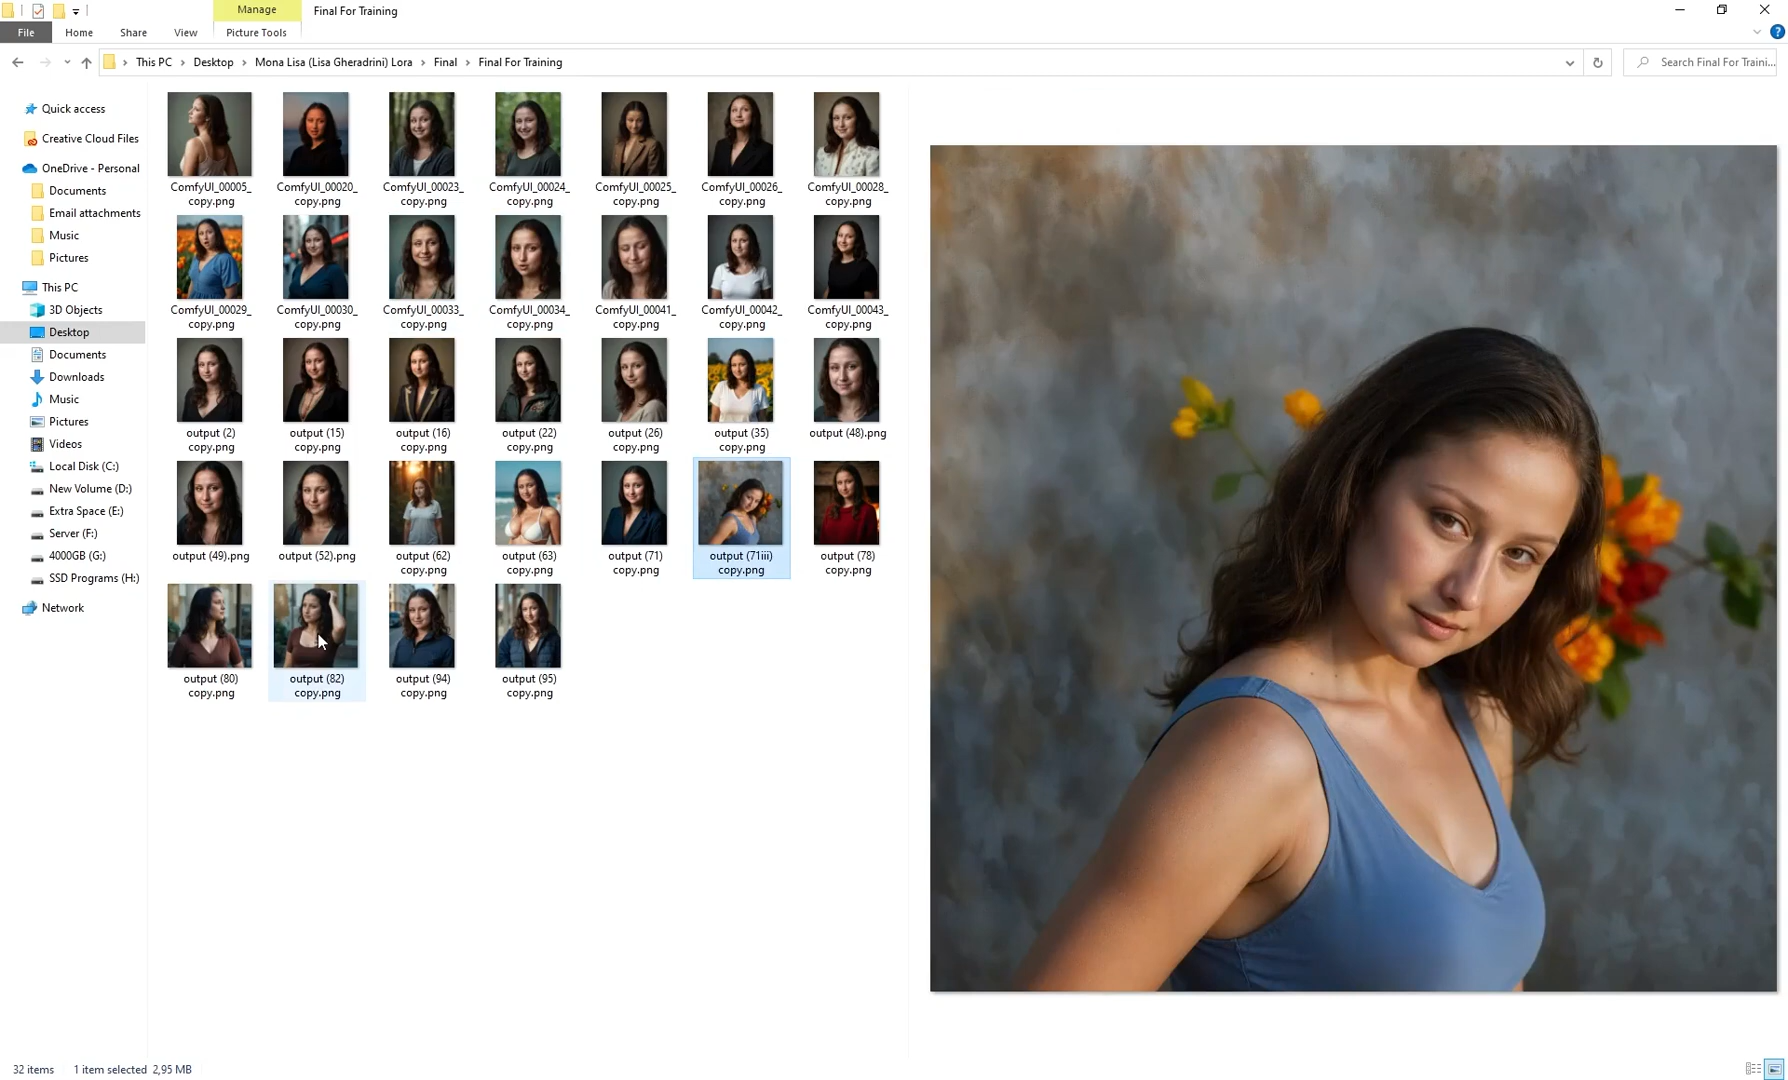 Manage
Final For Training
File
Home
Share
View
Picture Tools
This PC
Desktop
Mona Lisa (Lisa Gheradrini) Lora
Final
Final For Training
Search Final For Traini...
Quick access
Creative Cloud Files
OneDrive - Personal
Documents
Email attachments
Music
Pictures
This PC
3D Objects
Desktop
Documents
Downloads
Music
Pictures
Videos
Local Disk (C:)
New Volume (D:)
Extra Space (E:)
Server (F:)
4000GB (G:)
SSD Programs (H:)
Network
ComfyUI_00005_
copy.png
ComfyUI_00020_
copy.png
ComfyUI_00023_
copy.png
ComfyUI_00024_
copy.png
ComfyUI_00025_
copy.png
ComfyUI_00026_
copy.png
ComfyUI_00028_
copy.png
ComfyUI_00029_
copy.png
ComfyUI_00030_
copy.png
ComfyUI_00033_
copy.png
ComfyUI_00034_
copy.png
ComfyUI_00041_
copy.png
ComfyUI_00042_
copy.png
ComfyUI_00043_
copy.png
output (2)
copy.png
output (15)
copy.png
output (16)
copy.png
output (22)
copy.png
output (26)
copy.png
output (35)
copy.png
output (48).png
output (49).png
output (52).png
output (62)
copy.png
output (63)
copy.png
output (71)
copy.png
output (71iii)
copy.png
output (78)
copy.png
output (80)
copy.png
output (82)
copy.png
output (94)
copy.png
output (95)
copy.png
32 items
1 item selected 2,95 MB